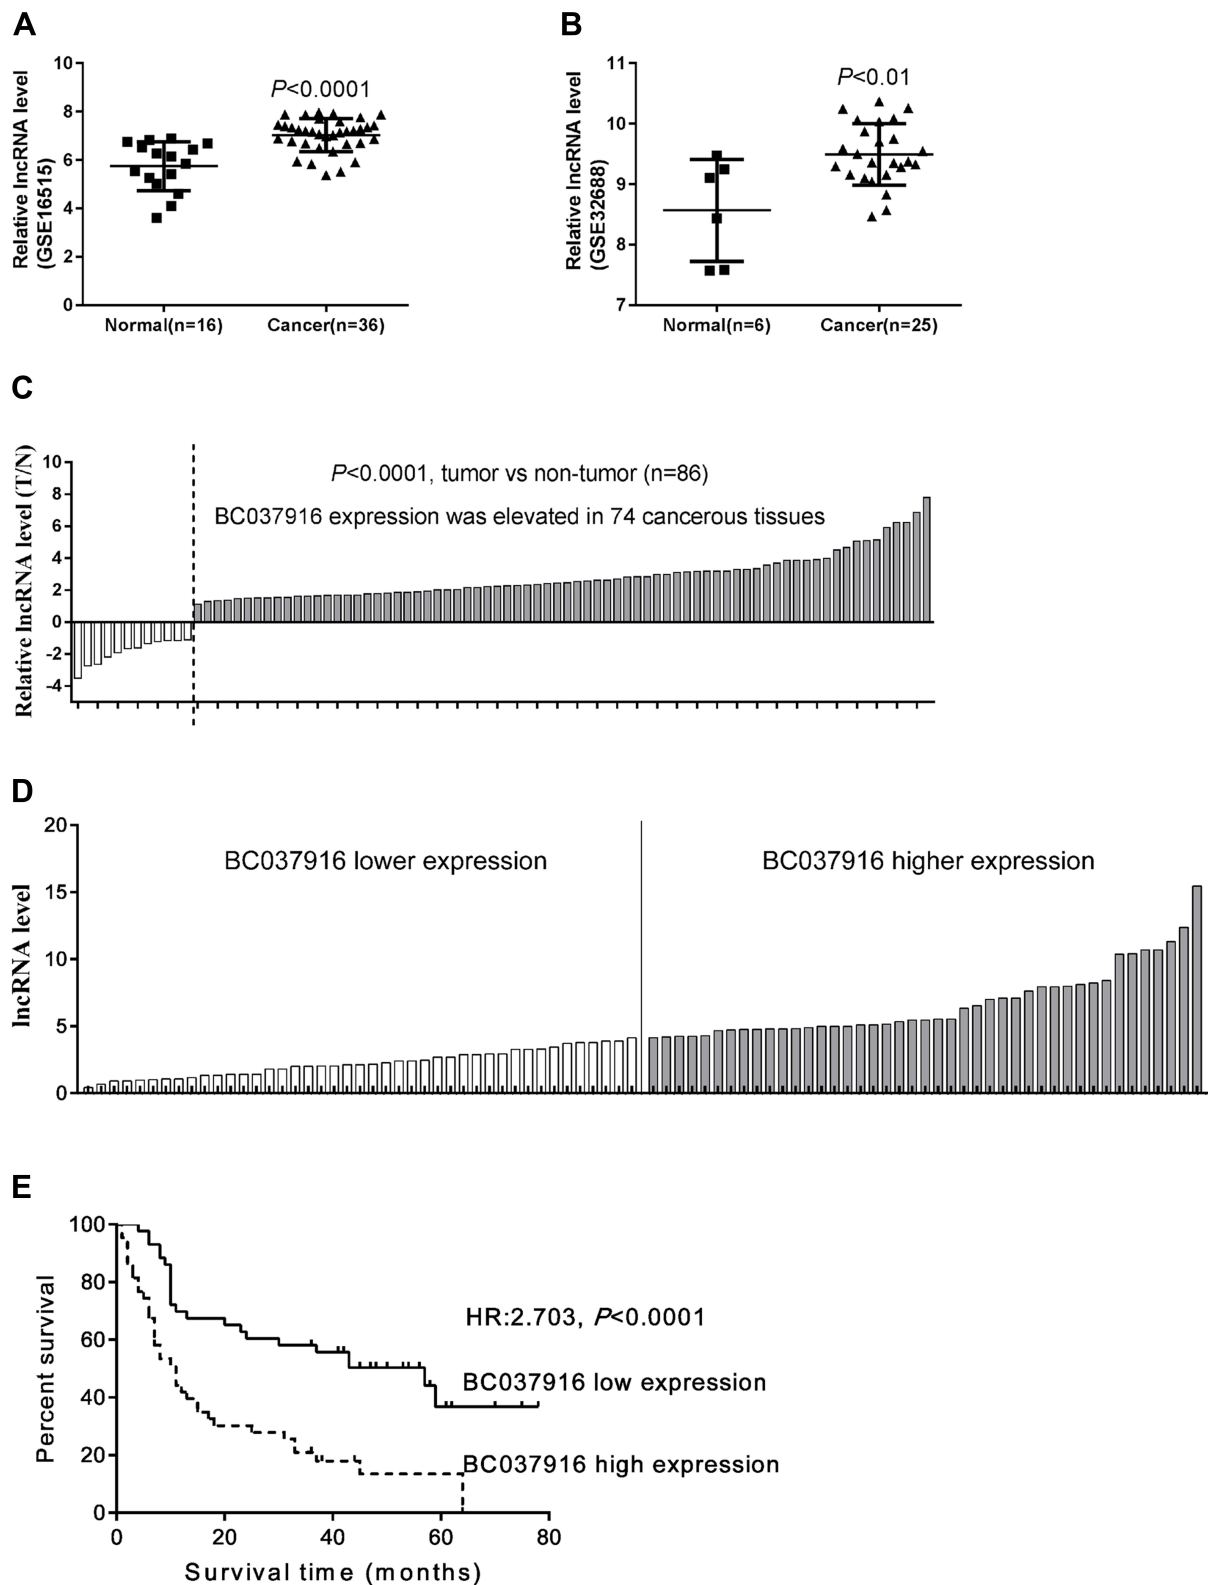 A
Relative lncRNA level
(GSE16515)
10
8
6
4
2
0
P<0.0001
Normal(n=16)
Cancer(n=36)
B
Relative lncRNA level
(GSE32688)
11
10
9
8
7
P<0.01
Normal(n=6)
Cancer(n=25)
C
Relative lncRNA level (T/N)
10
8
6
4
2
0
-2
-4
P<0.0001, tumor vs non-tumor (n=86)
BC037916 expression was elevated in 74 cancerous tissues
D
lncRNA level
20
15
10
5
0
BC037916 lower expression
BC037916 higher expression
E
Percent survival
100
80
60
40
20
0
HR:2.703, P<0.0001
BC037916 low expression
BC037916 high expression
0
20
40
60
80
Survival time (months)